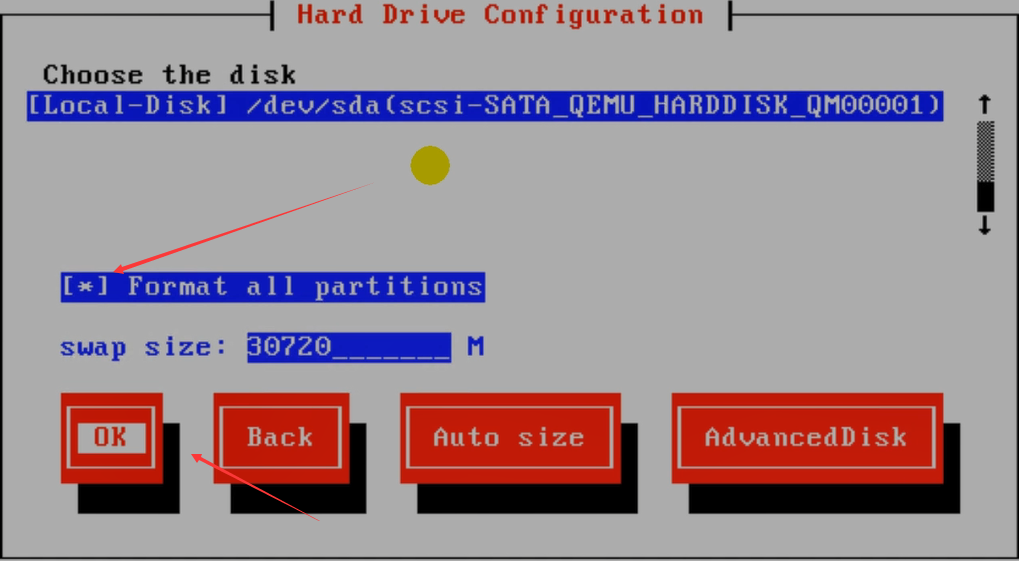 Hard Drive Configuration
Choose the disk
[Local-Disk] /dev/sda(scsi-SATA_QEMU_HARDDISK_QM00001)
[*] Format all partitions
swap size: 30720_______ M
OK Back Auto size AdvancedDisk